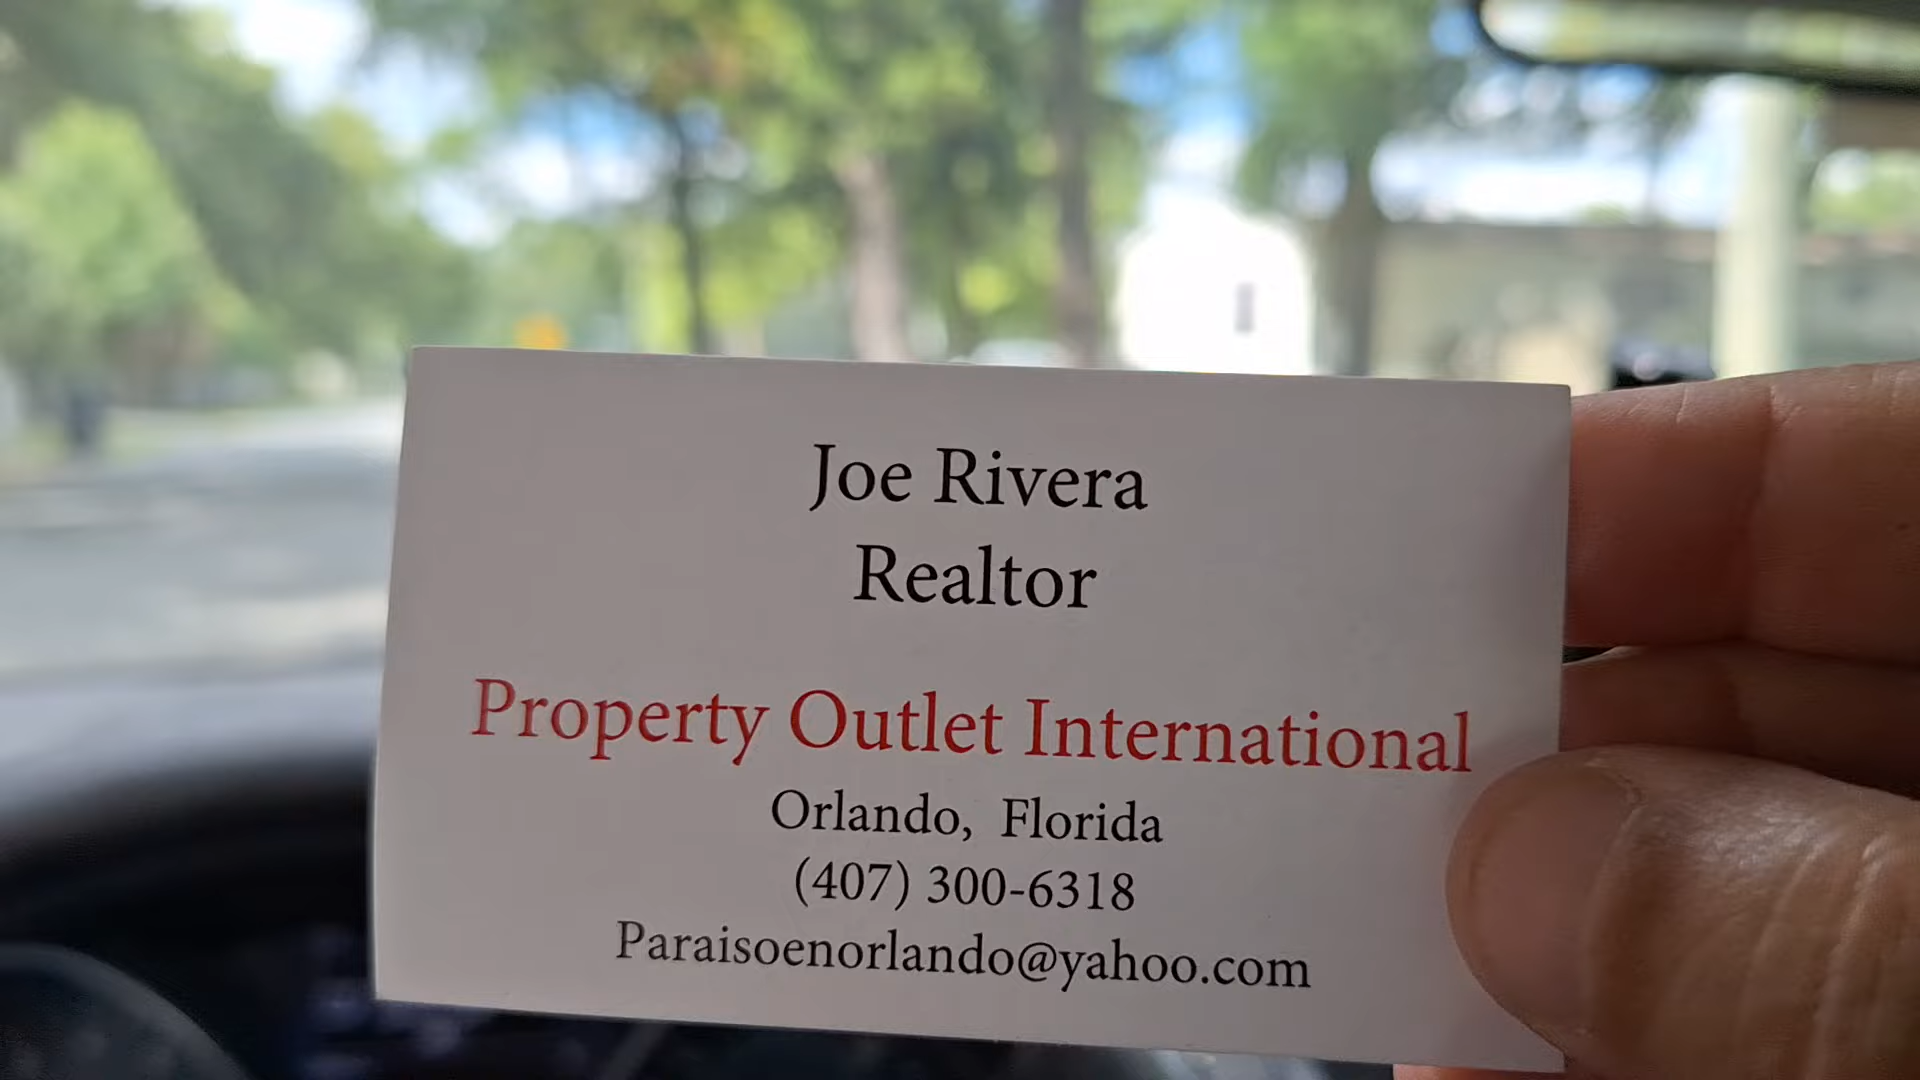 Joe Rivera
Realtor
Property Outlet International
Orlando, Florida
(407) 300-6318
Paraisoenorlando@yahoo.com